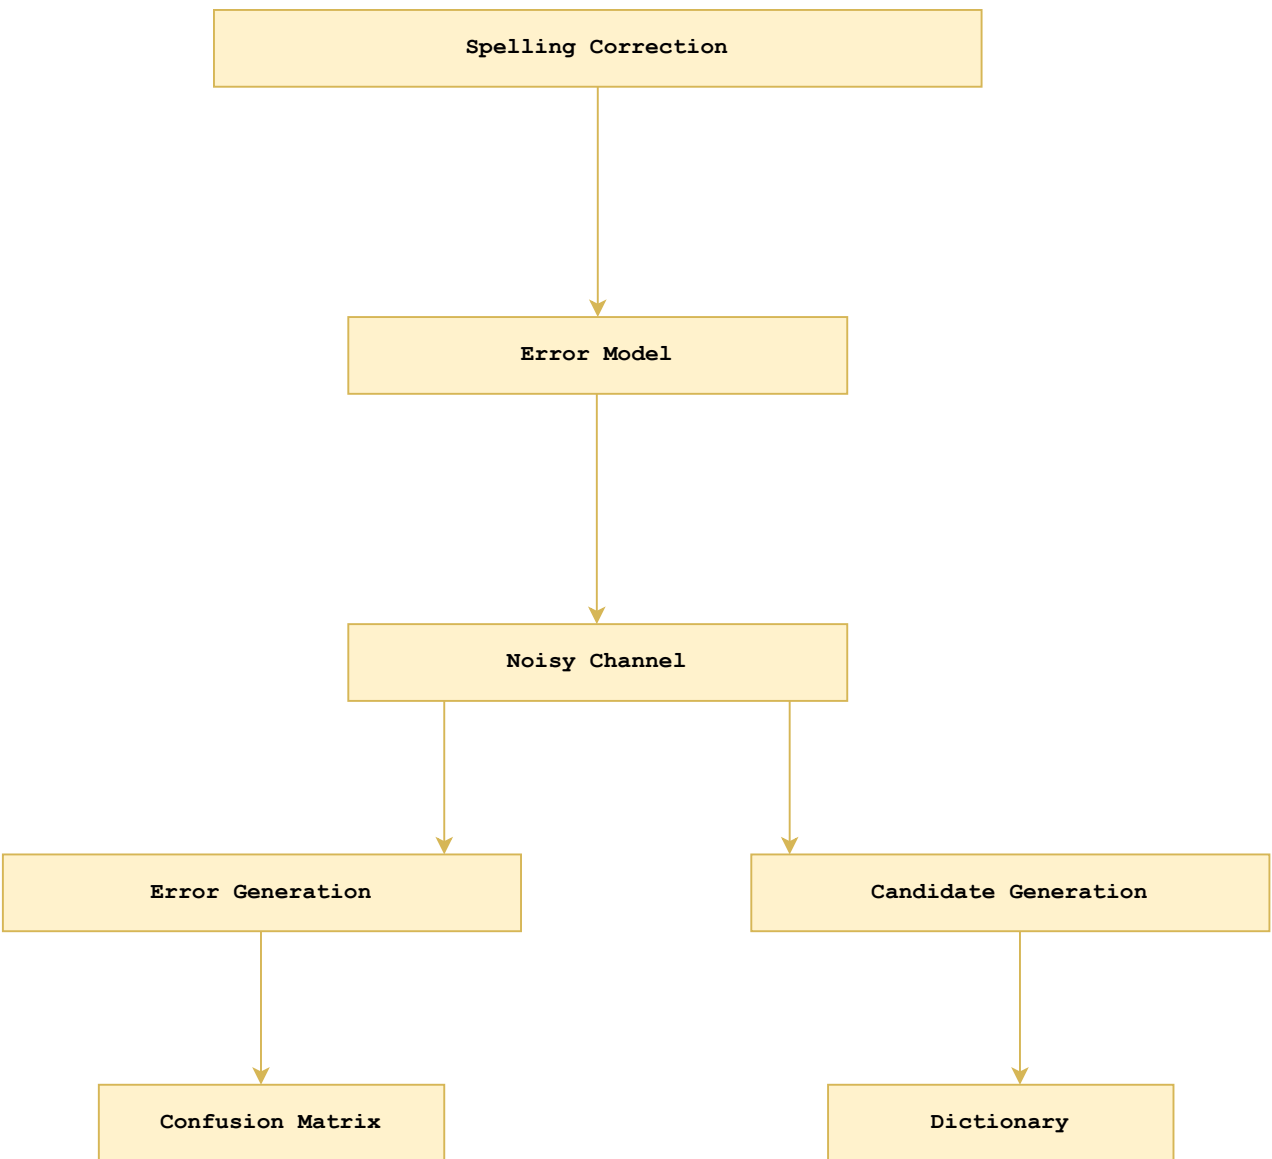 Spelling Correction
Error Model
Noisy Channel
Error Generation
Candidate Generation
Confusion Matrix
Dictionary